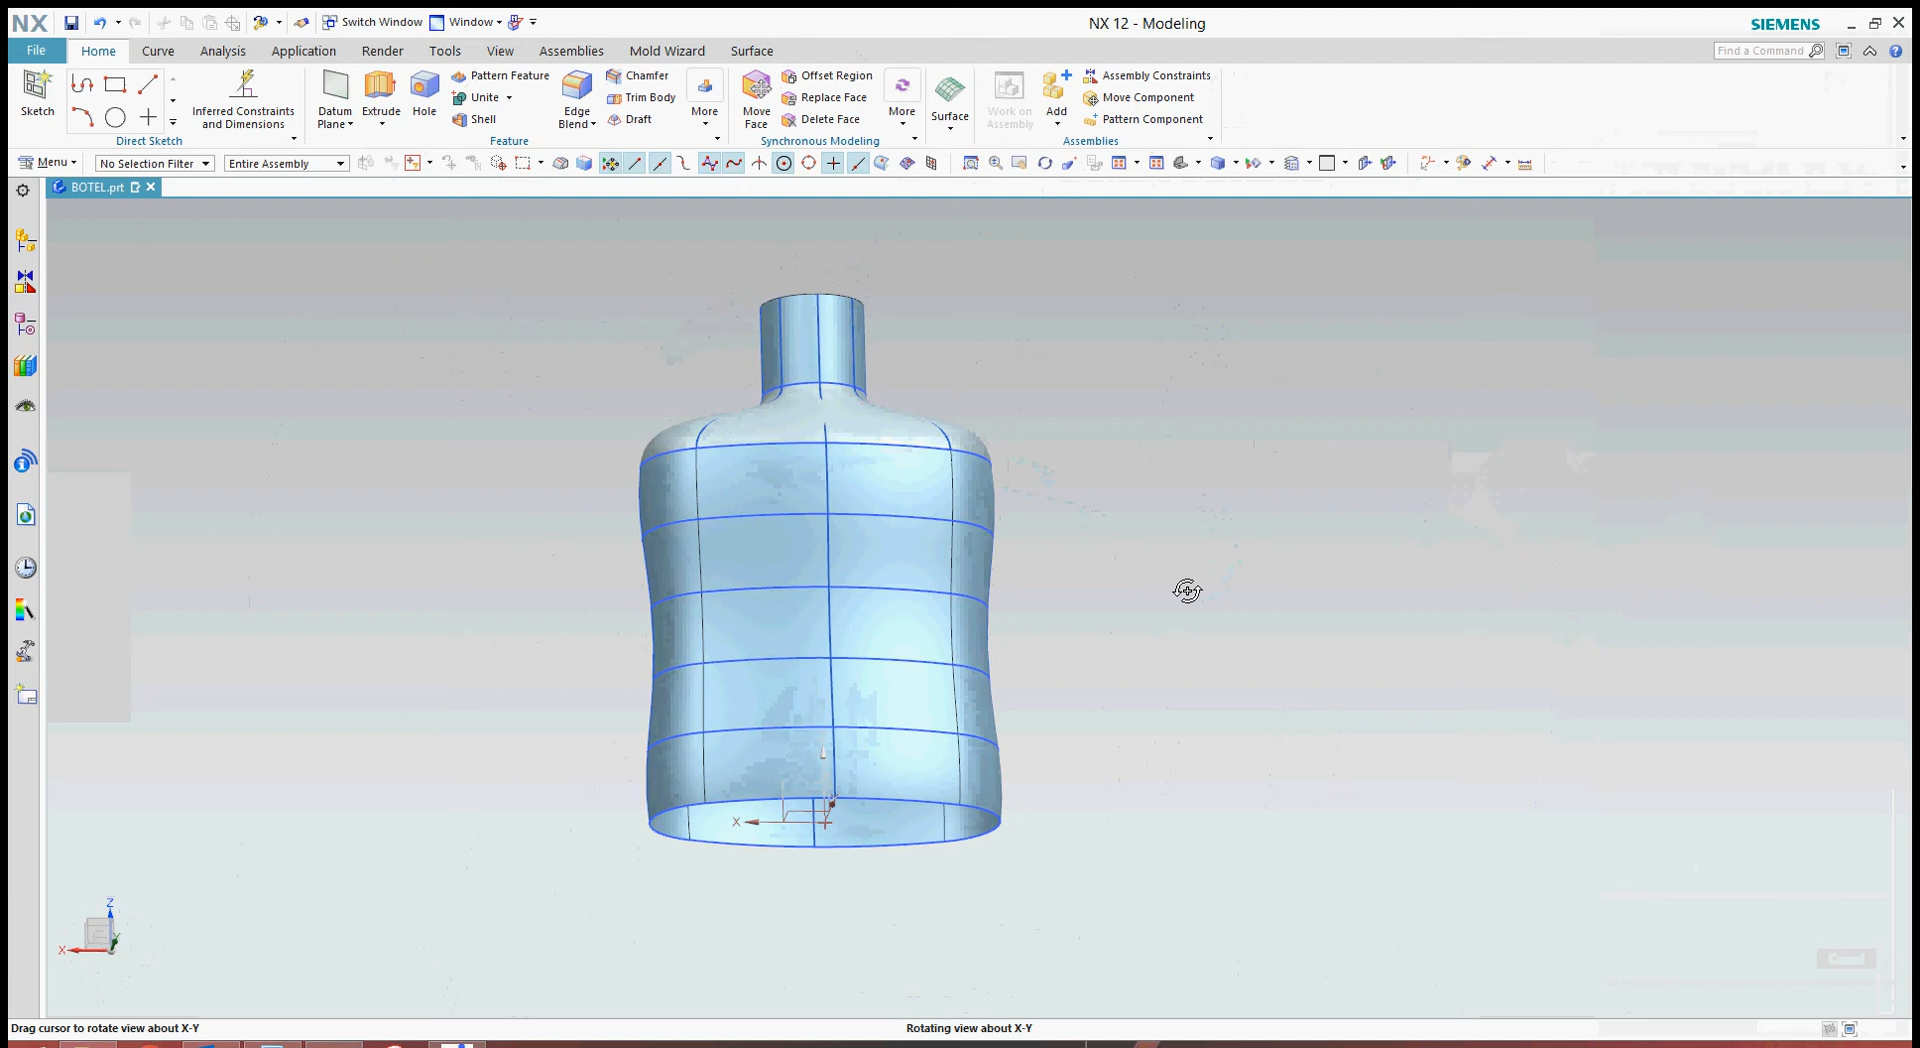 NX
Switch Window
Window
NX 12 - Modeling
SIEMENS
File
Home
Curve
Analysis
Application
Render
Tools
View
Assemblies
Mold Wizard
Surface
Find a Command
Sketch
Inferred Constraints
and Dimensions
Direct Sketch
Datum
Plane
Extrude
Hole
Pattern Feature
Unite
Shell
Edge
Blend
Chamfer
Trim Body
Draft
More
Feature
Move
Face
Offset Region
Replace Face
Delete Face
More
Synchronous Modeling
Surface
Work on
Assembly
Add
Assembly Constraints
Move Component
Pattern Component
Assemblies
Menu
No Selection Filter
Entire Assembly
BOTEL.prt
X
Z
X
Y
Drag cursor to rotate view about X-Y
Rotating view about X-Y